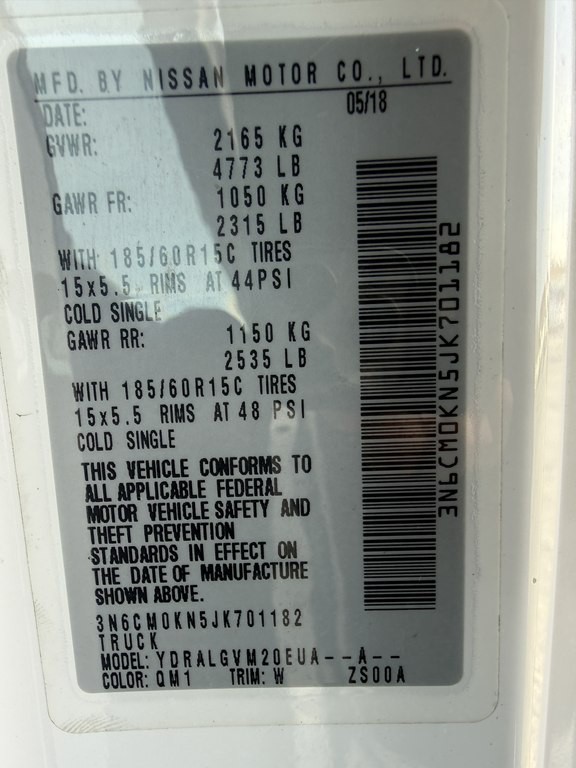 MFD. BY NISSAN MOTOR CO., LTD.
DATE: 05/18
GVWR: 2165 KG
4773 LB
GAWR FR: 1050 KG
2315 LB
WITH 185/60R15C TIRES
15x5.5 RIMS AT 44PSI
COLD SINGLE
GAWR RR: 1150 KG
2535 LB
WITH 185/60R15C TIRES
15x5.5 RIMS AT 48 PSI
COLD SINGLE
THIS VEHICLE CONFORMS TO
ALL APPLICABLE FEDERAL
MOTOR VEHICLE SAFETY AND
THEFT PREVENTION
STANDARDS IN EFFECT ON
THE DATE OF MANUFACTURE
SHOWN ABOVE.
3N6CM0KN5JK701182
TRUCK
MODEL: YDRALGVM20EUA--A--
COLOR: QM1 TRIM: W ZS00A
3N6CM0KN5JK701182